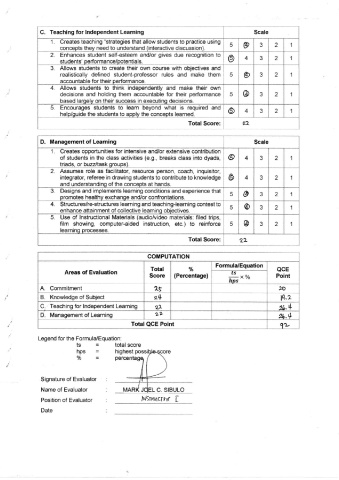 C. Teaching for Independent Learning Scale
1. Creates teaching "strategies that allow students to practice using 5 4 3 2 1
concepts they need to understand (interactive discussion).
2. Enhances student self-esteem and/or gives due recognition to 5 4 3 2 1
students' performance/potentials.
3. Allows students to create their own course with objectives and 5 4 3 2 1
realistically defined student-professor rules and make them
accountable for their performance
4. Allows students to think independently and make their own 5 4 3 2 1
decisions and holding them accountable for their performance
based largely on their success in executing decisions.
5. Encourages students to learn beyond what is required and 5 4 3 2 1
help/guide the students to apply the concepts learned.
Total Score: 22
D. Management of Learning Scale
1. Creates opportunities for intensive and/or extensive contribution 5 4 3 2 1
of students in the class activities (e.g., breaks class into dyads,
triads, or buzz/task groups).
2. Assumes role as facilitator, resource person, coach, inquisitor, 5 4 3 2 1
integrator, referee in drawing students to contribute to knowledge
and understanding of the concepts at hands.
3. Designs and implements learning conditions and experience that 5 4 3 2 1
promotes healthy exchange and/or confrontations.
4. Structures/re-structures learning and teaching-learning context to 5 4 3 2 1
enhance attainment of collective learning objectives.
5. Use of Instructional Materials (audio/video materials: filed trips, 5 4 3 2 1
film showing, computer-aided instruction, etc.) to reinforce
learning processes.
Total Score: 22
COMPUTATION
Areas of Evaluation Total Score % (Percentage) Formula/Equation ts/hps x % QCE Point
A. Commitment 25 20
B. Knowledge of Subject 24 19.2
C. Teaching for Independent Learning 22 26.4
D. Management of Learning 22 26.4
Total QCE Point 92
Legend for the Formula/Equation:
ts = total score
hps = highest possible score
% = percentage
Signature of Evaluator :
Name of Evaluator : MARK JOEL C. SIBULO
Position of Evaluator : Instructor I
Date :